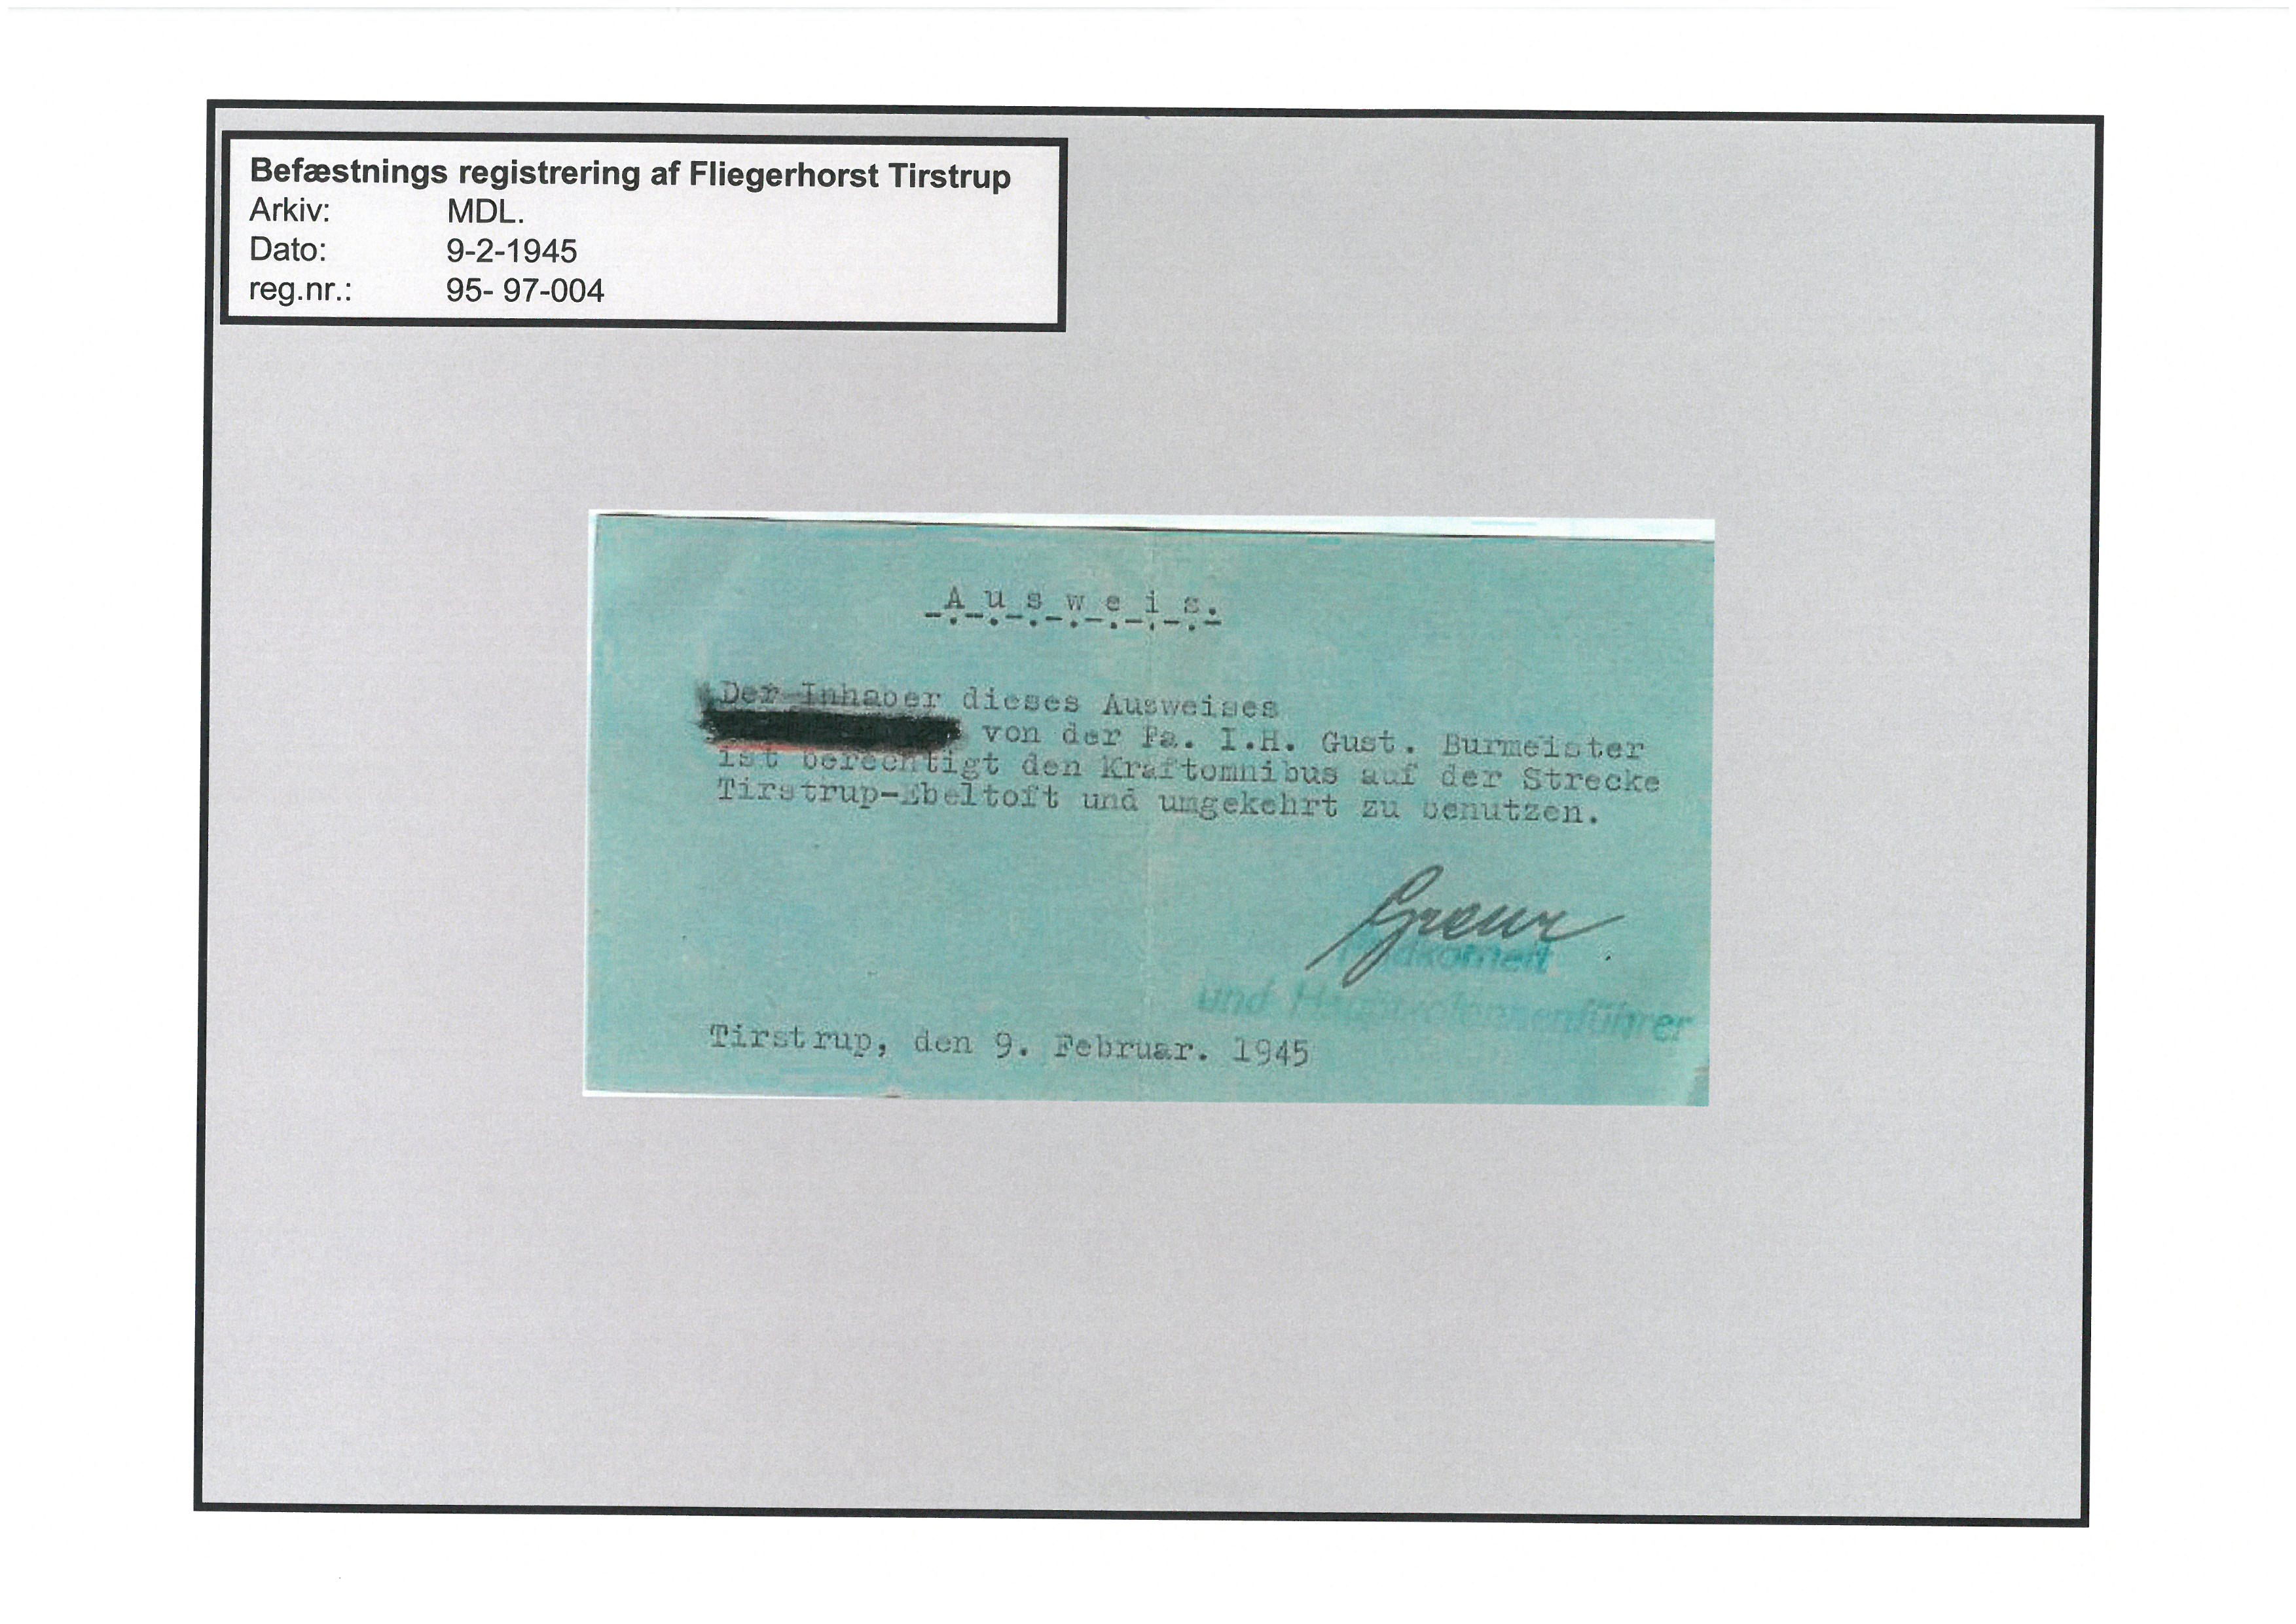 Befæstnings registrering af Fliegerhorst Tirstrup
Arkiv: MDL.
Dato: 9-2-1945
reg.nr.: 95- 97-004
A u s w e i s.
Der Inhaber dieses Ausweises
von der Fa. I.H. Gust. Burmeister
ist berechtigt den Kraftomnibus auf der Strecke
Tirstrup-Ebeltoft und umgekehrt zu benutzen.
und
Tirstrup, den 9. Februar. 1945